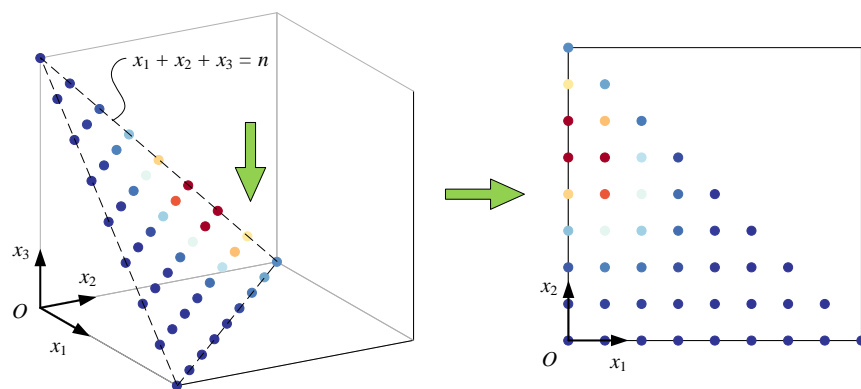 x₁ + x₂ + x₃ = n
x₃
x₂
O
x₁
x₂
O
x₁